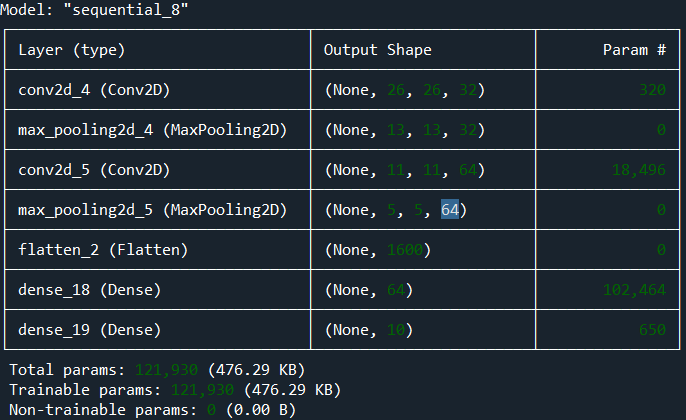 Model: "sequential_8"
Layer (type) Output Shape Param #
conv2d_4 (Conv2D) (None, 26, 26, 32) 320
max_pooling2d_4 (MaxPooling2D) (None, 13, 13, 32) 0
conv2d_5 (Conv2D) (None, 11, 11, 64) 18,496
max_pooling2d_5 (MaxPooling2D) (None, 5, 5, 64) 0
flatten_2 (Flatten) (None, 1600) 0
dense_18 (Dense) (None, 64) 102,464
dense_19 (Dense) (None, 10) 650
Total params: 121,930 (476.29 KB)
Trainable params: 121,930 (476.29 KB)
Non-trainable params: 0 (0.00 B)